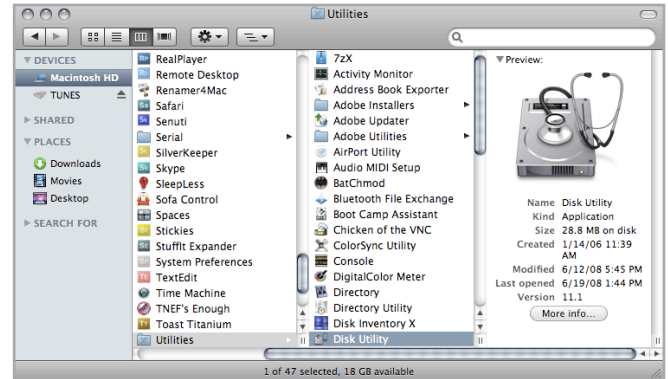 Utilities
DEVICES
Macintosh HD
TUNES
SHARED
PLACES
Downloads
Movies
Desktop
SEARCH FOR
RealPlayer
Remote Desktop
Renamer4Mac
Safari
Senuti
Serial
SilverKeeper
Skype
SleepLess
Sofa Control
Spaces
Stickies
StuffIt Expander
System Preferences
TextEdit
Time Machine
TNEF's Enough
Toast Titanium
Utilities
7zX
Activity Monitor
Address Book Exporter
Adobe Installers
Adobe Updater
Adobe Utilities
AirPort Utility
Audio MIDI Setup
BatChmod
Bluetooth File Exchange
Boot Camp Assistant
Chicken of the VNC
ColorSync Utility
Console
DigitalColor Meter
Directory
Directory Utility
Disk Inventory X
Disk Utility
Preview:
Name Disk Utility
Kind Application
Size 28.8 MB on disk
Created 1/14/06 11:39
AM
Modified 6/12/08 5:45 PM
Last opened 6/19/08 1:44 PM
Version 11.1
More info...
1 of 47 selected, 18 GB available